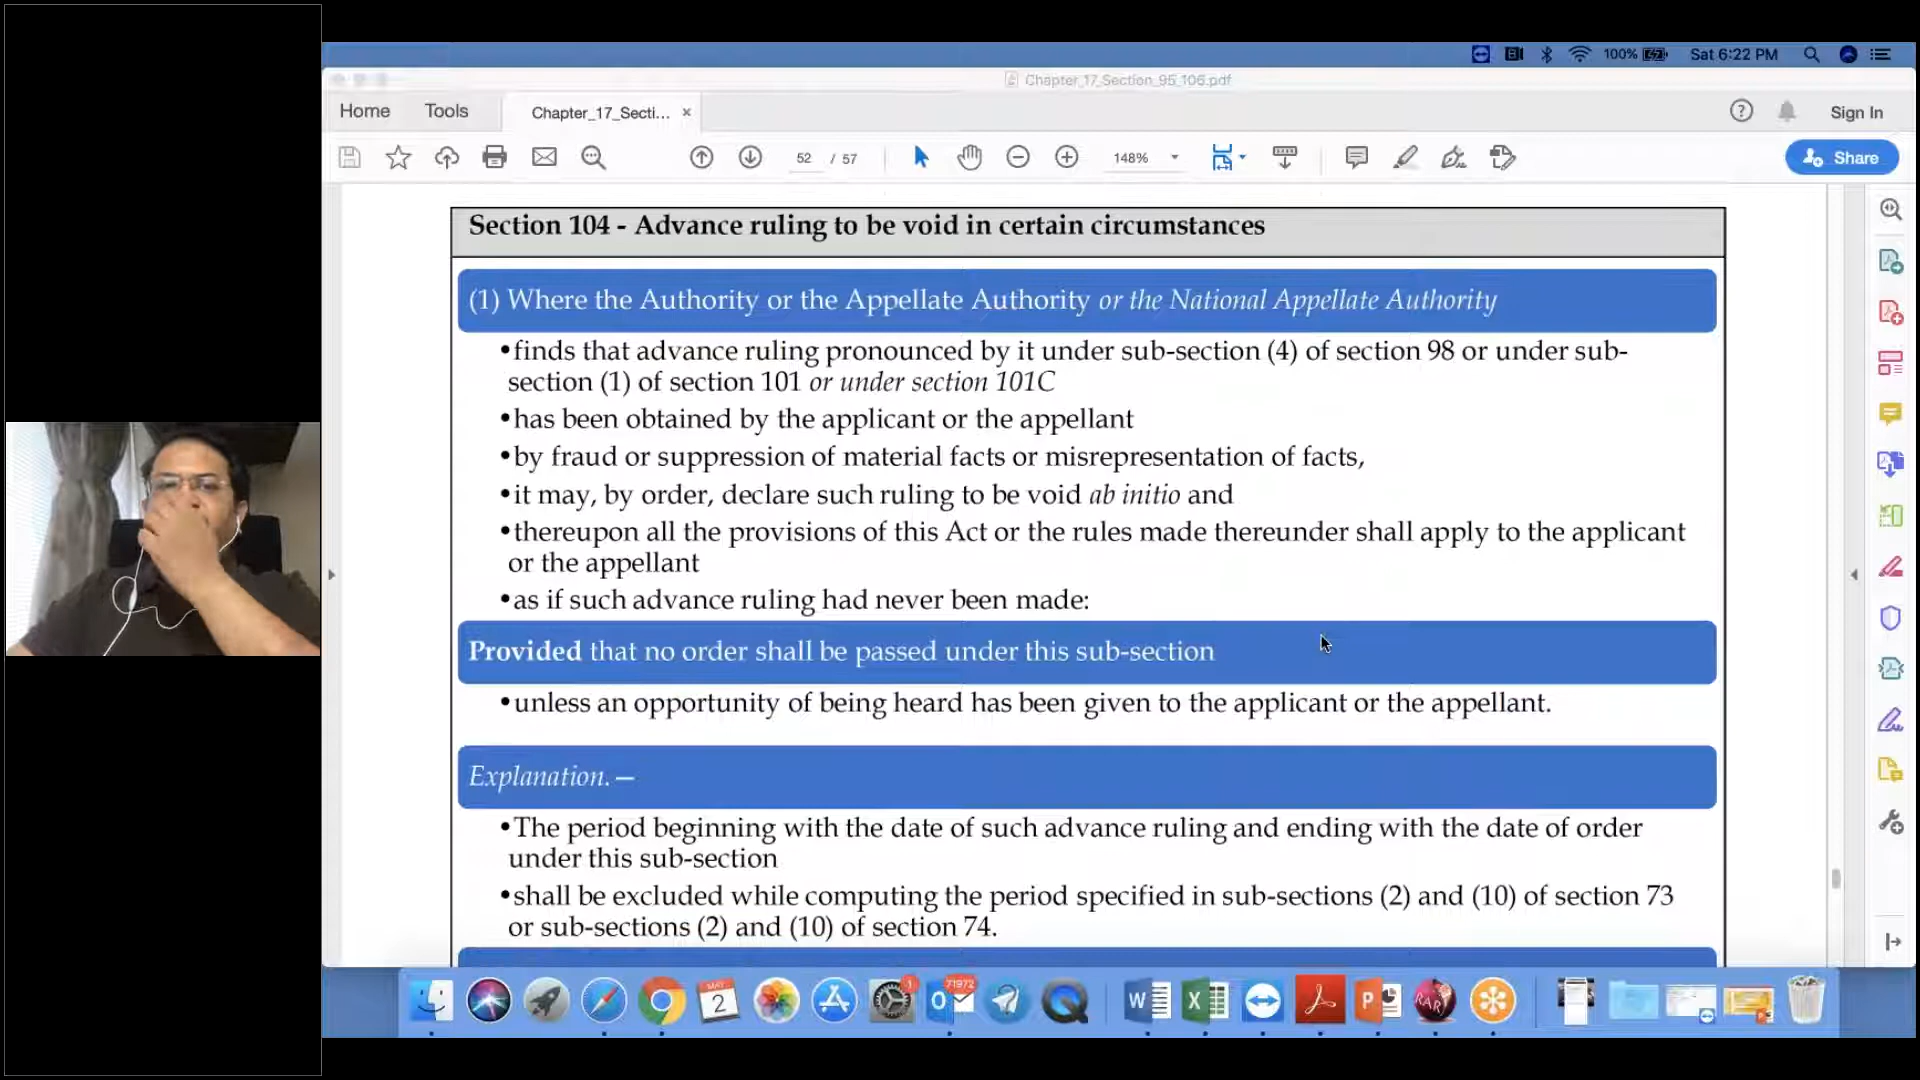 100%
Sat 6:22 PM
Chapter_17_Section_95_106.pdf
Home
Tools
Chapter_17_Secti...
×
Sign In
52 / 57
148%
Share
Section 104 - Advance ruling to be void in certain circumstances
(1) Where the Authority or the Appellate Authority or the National Appellate Authority
•finds that advance ruling pronounced by it under sub-section (4) of section 98 or under sub-
section (1) of section 101 or under section 101C
•has been obtained by the applicant or the appellant
•by fraud or suppression of material facts or misrepresentation of facts,
•it may, by order, declare such ruling to be void ab initio and
•thereupon all the provisions of this Act or the rules made thereunder shall apply to the applicant
or the appellant
•as if such advance ruling had never been made:
Provided that no order shall be passed under this sub-section
•unless an opportunity of being heard has been given to the applicant or the appellant.
Explanation.—
•The period beginning with the date of such advance ruling and ending with the date of order
under this sub-section
•shall be excluded while computing the period specified in sub-sections (2) and (10) of section 73
or sub-sections (2) and (10) of section 74.
MAY
2
1
71972
RAR